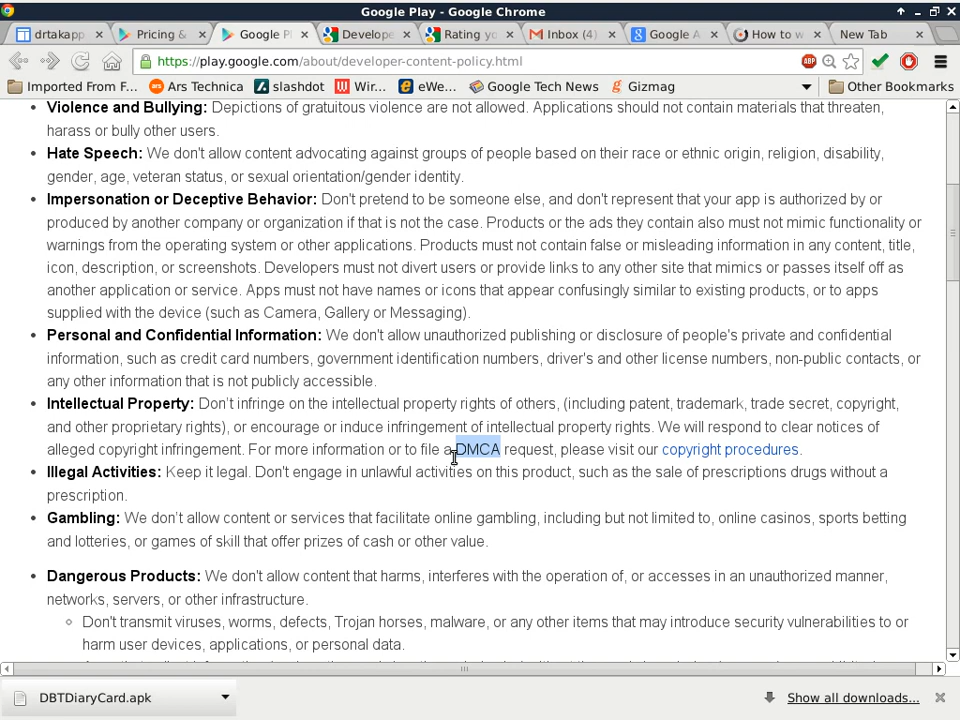 Google Play - Google Chrome
drtakapp
Pricing &
Google P
Develope
Rating yo
Inbox (4)
Google A
How to w
New Tab
https://play.google.com/about/developer-content-policy.html
ABP
Imported From F...
Ars Technica
slashdot
Wir...
eWe...
Google Tech News
Gizmag
Other Bookmarks
• Violence and Bullying: Depictions of gratuitous violence are not allowed. Applications should not contain materials that threaten,
harass or bully other users.
• Hate Speech: We don't allow content advocating against groups of people based on their race or ethnic origin, religion, disability,
gender, age, veteran status, or sexual orientation/gender identity.
• Impersonation or Deceptive Behavior: Don't pretend to be someone else, and don't represent that your app is authorized by or
produced by another company or organization if that is not the case. Products or the ads they contain also must not mimic functionality or
warnings from the operating system or other applications. Products must not contain false or misleading information in any content, title,
icon, description, or screenshots. Developers must not divert users or provide links to any other site that mimics or passes itself off as
another application or service. Apps must not have names or icons that appear confusingly similar to existing products, or to apps
supplied with the device (such as Camera, Gallery or Messaging).
• Personal and Confidential Information: We don't allow unauthorized publishing or disclosure of people's private and confidential
information, such as credit card numbers, government identification numbers, driver's and other license numbers, non-public contacts, or
any other information that is not publicly accessible.
• Intellectual Property: Don't infringe on the intellectual property rights of others, (including patent, trademark, trade secret, copyright,
and other proprietary rights), or encourage or induce infringement of intellectual property rights. We will respond to clear notices of
alleged copyright infringement. For more information or to file a DMCA request, please visit our copyright procedures.
• Illegal Activities: Keep it legal. Don't engage in unlawful activities on this product, such as the sale of prescriptions drugs without a
prescription.
• Gambling: We don't allow content or services that facilitate online gambling, including but not limited to, online casinos, sports betting
and lotteries, or games of skill that offer prizes of cash or other value.
• Dangerous Products: We don't allow content that harms, interferes with the operation of, or accesses in an unauthorized manner,
networks, servers, or other infrastructure.
Don't transmit viruses, worms, defects, Trojan horses, malware, or any other items that may introduce security vulnerabilities to or
harm user devices, applications, or personal data.
DBTDiaryCard.apk
Show all downloads...